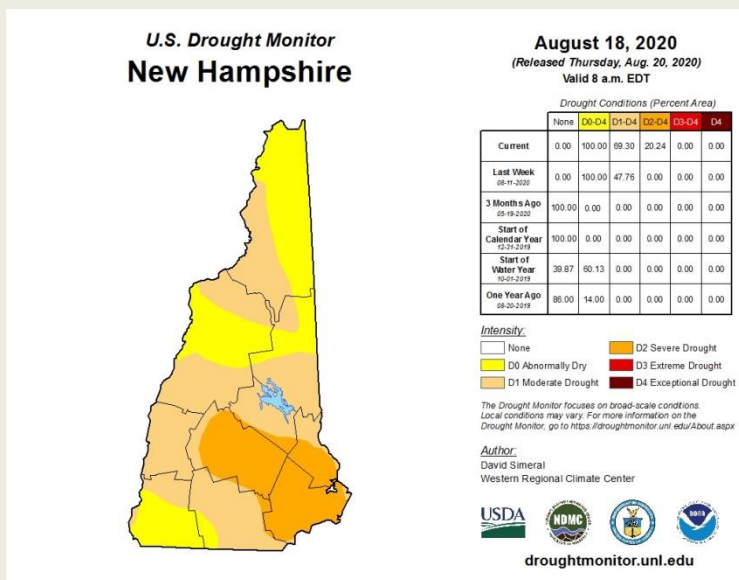 U.S. Drought Monitor
New Hampshire
August 18, 2020
(Released Thursday, Aug. 20, 2020)
Valid 8 a.m. EDT
Drought Conditions (Percent Area)
None D0-D4 D1-D4 D2-D4 D3-D4 D4
Current 0.00 100.00 69.30 20.24 0.00 0.00
Last Week 0.00 100.00 47.76 0.00 0.00 0.00
08-11-2020
3 Months Ago 100.00 0.00 0.00 0.00 0.00 0.00
05-19-2020
Start of
Calendar Year 100.00 0.00 0.00 0.00 0.00 0.00
12-31-2019
Start of
Water Year 39.87 60.13 0.00 0.00 0.00 0.00
10-01-2019
One Year Ago 86.00 14.00 0.00 0.00 0.00 0.00
08-20-2019
Intensity:
None
D0 Abnormally Dry
D1 Moderate Drought
D2 Severe Drought
D3 Extreme Drought
D4 Exceptional Drought
The Drought Monitor focuses on broad-scale conditions.
Local conditions may vary. For more information on the
Drought Monitor, go to https://droughtmonitor.unl.edu/About.aspx
Author:
David Simeral
Western Regional Climate Center
USDA
NDMC
NOAA
droughtmonitor.unl.edu